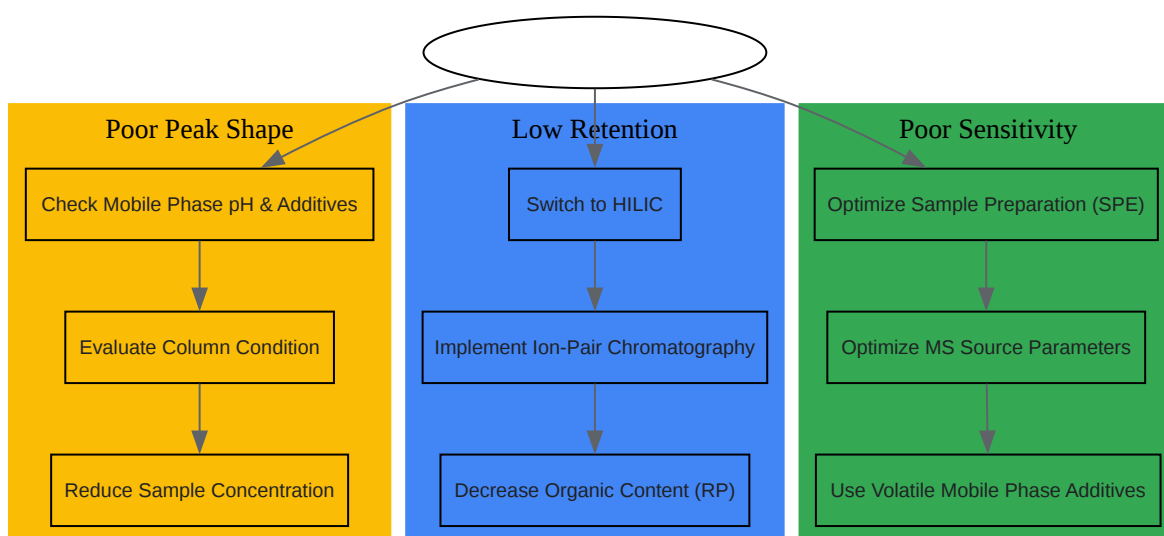 Poor Peak Shape
Check Mobile Phase pH & Additives
Evaluate Column Condition
Reduce Sample Concentration
Low Retention
Switch to HILIC
Implement Ion-Pair Chromatography
Decrease Organic Content (RP)
Poor Sensitivity
Optimize Sample Preparation (SPE)
Optimize MS Source Parameters
Use Volatile Mobile Phase Additives